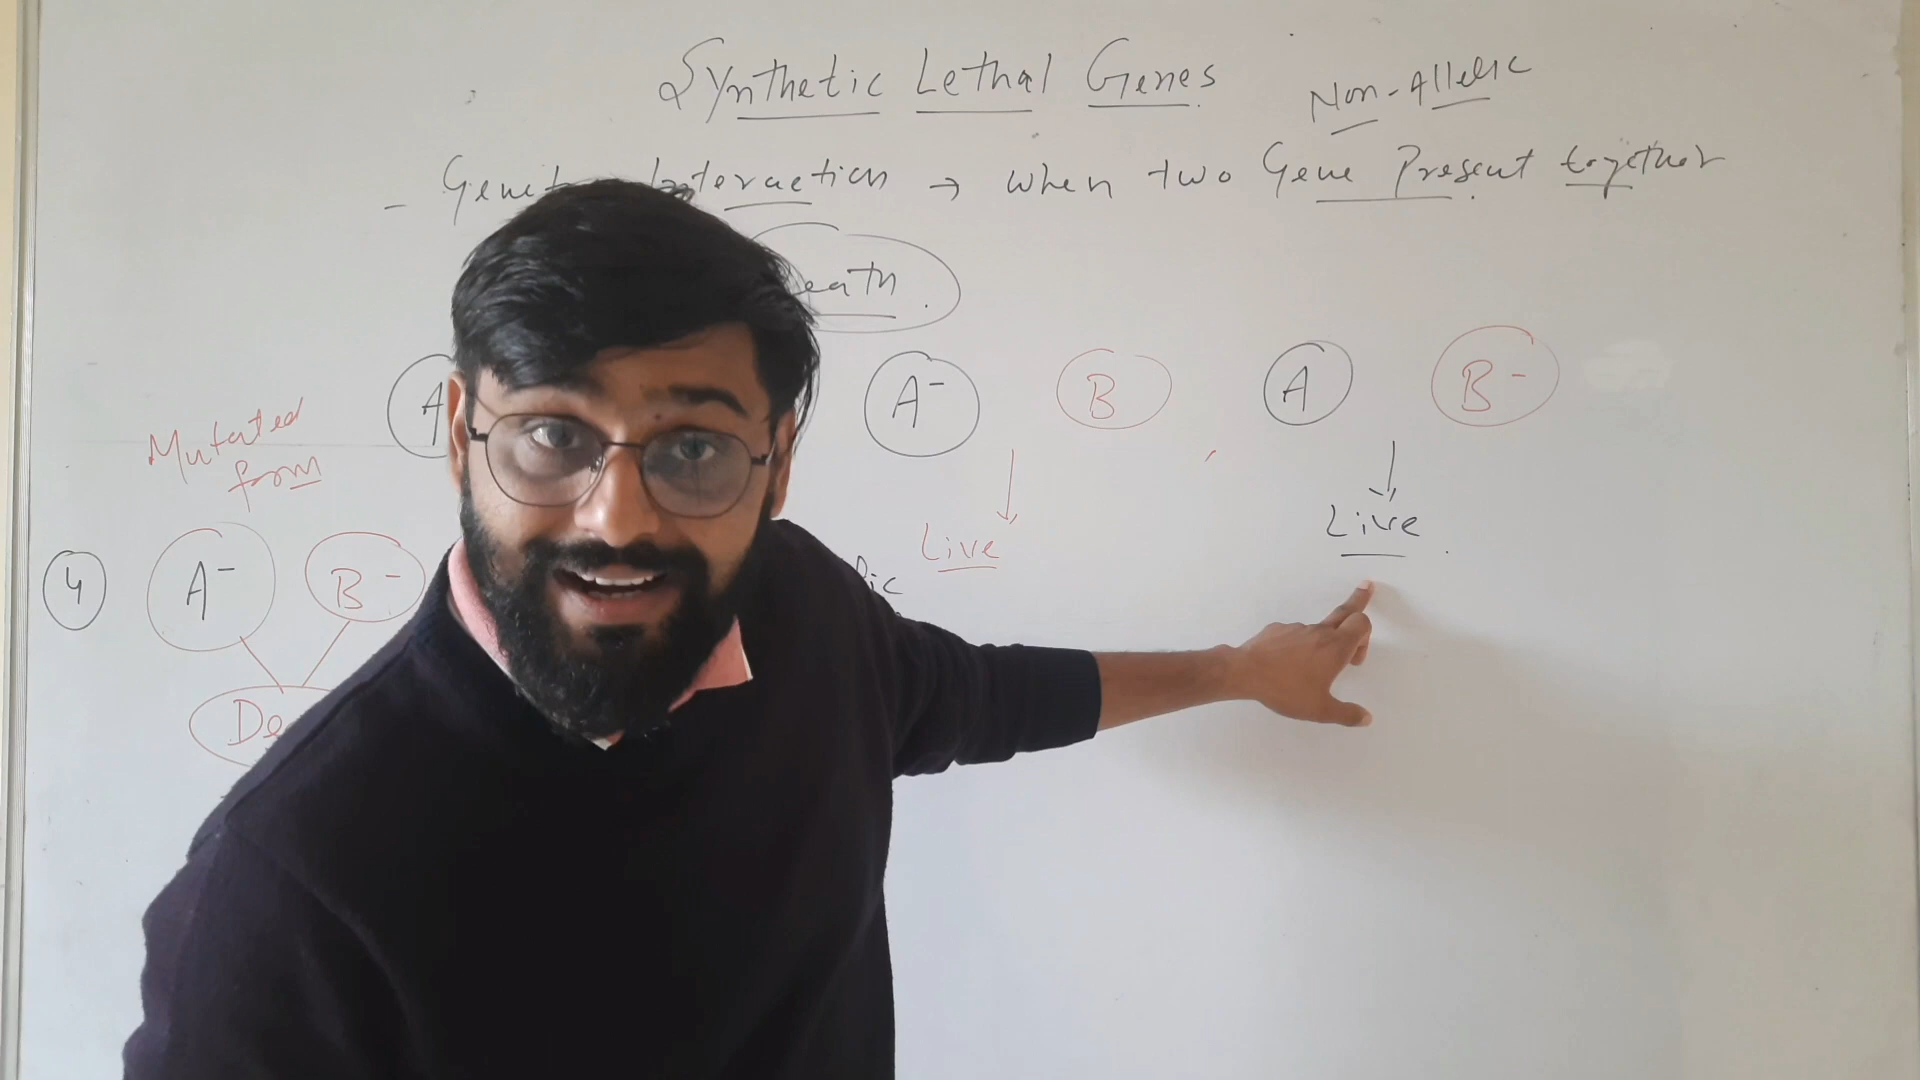 Synthetic Lethal Genes
Non-Allelic
- Interaction → when two Gene Present together
A A- B A B-
Mutated
from
Live
Live
4 A- B-